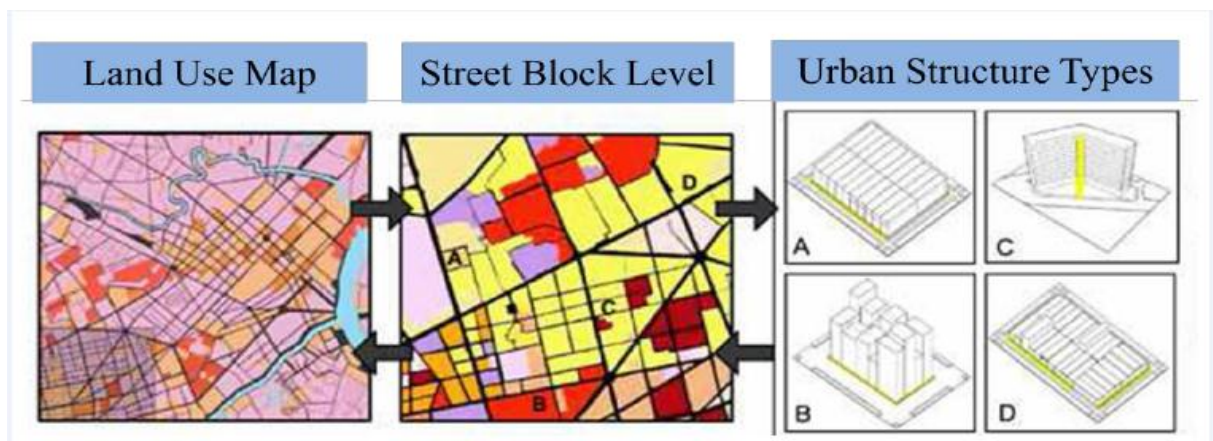 Land Use Map
Street Block Level
Urban Structure Types
D
A
C
B
A
C
B
D